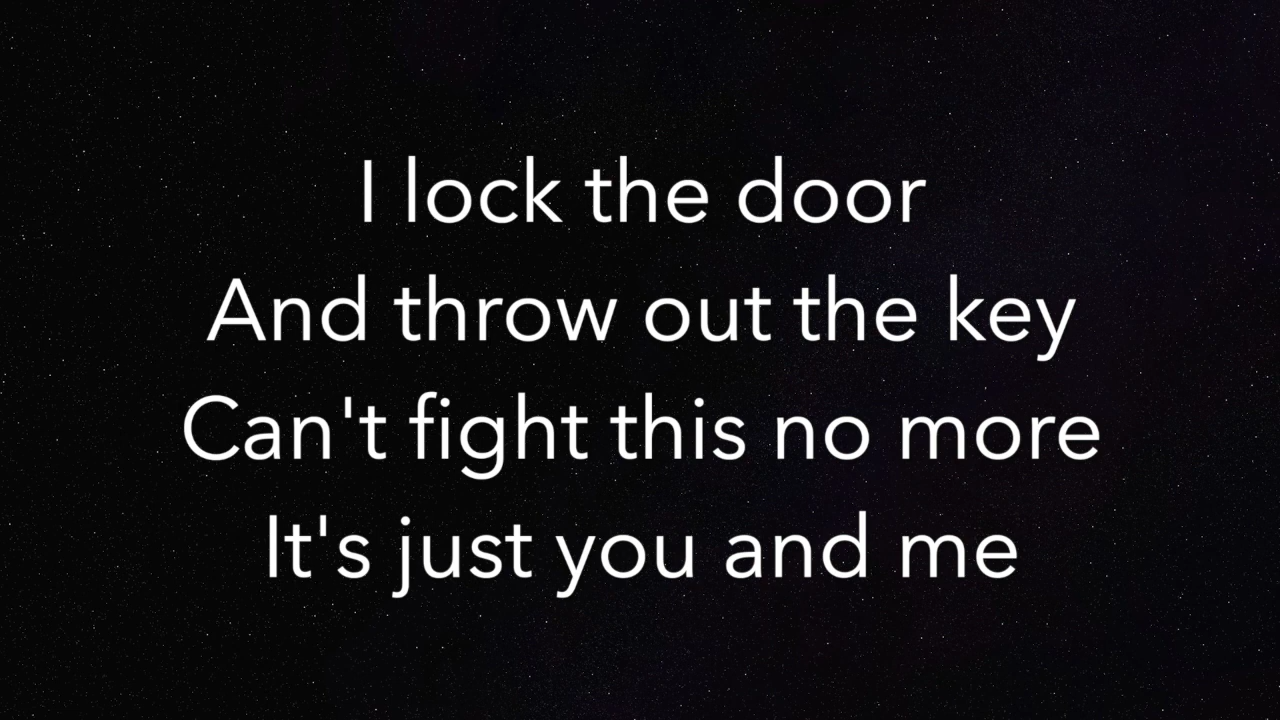 I lock the door
And throw out the key
Can't fight this no more
It's just you and me